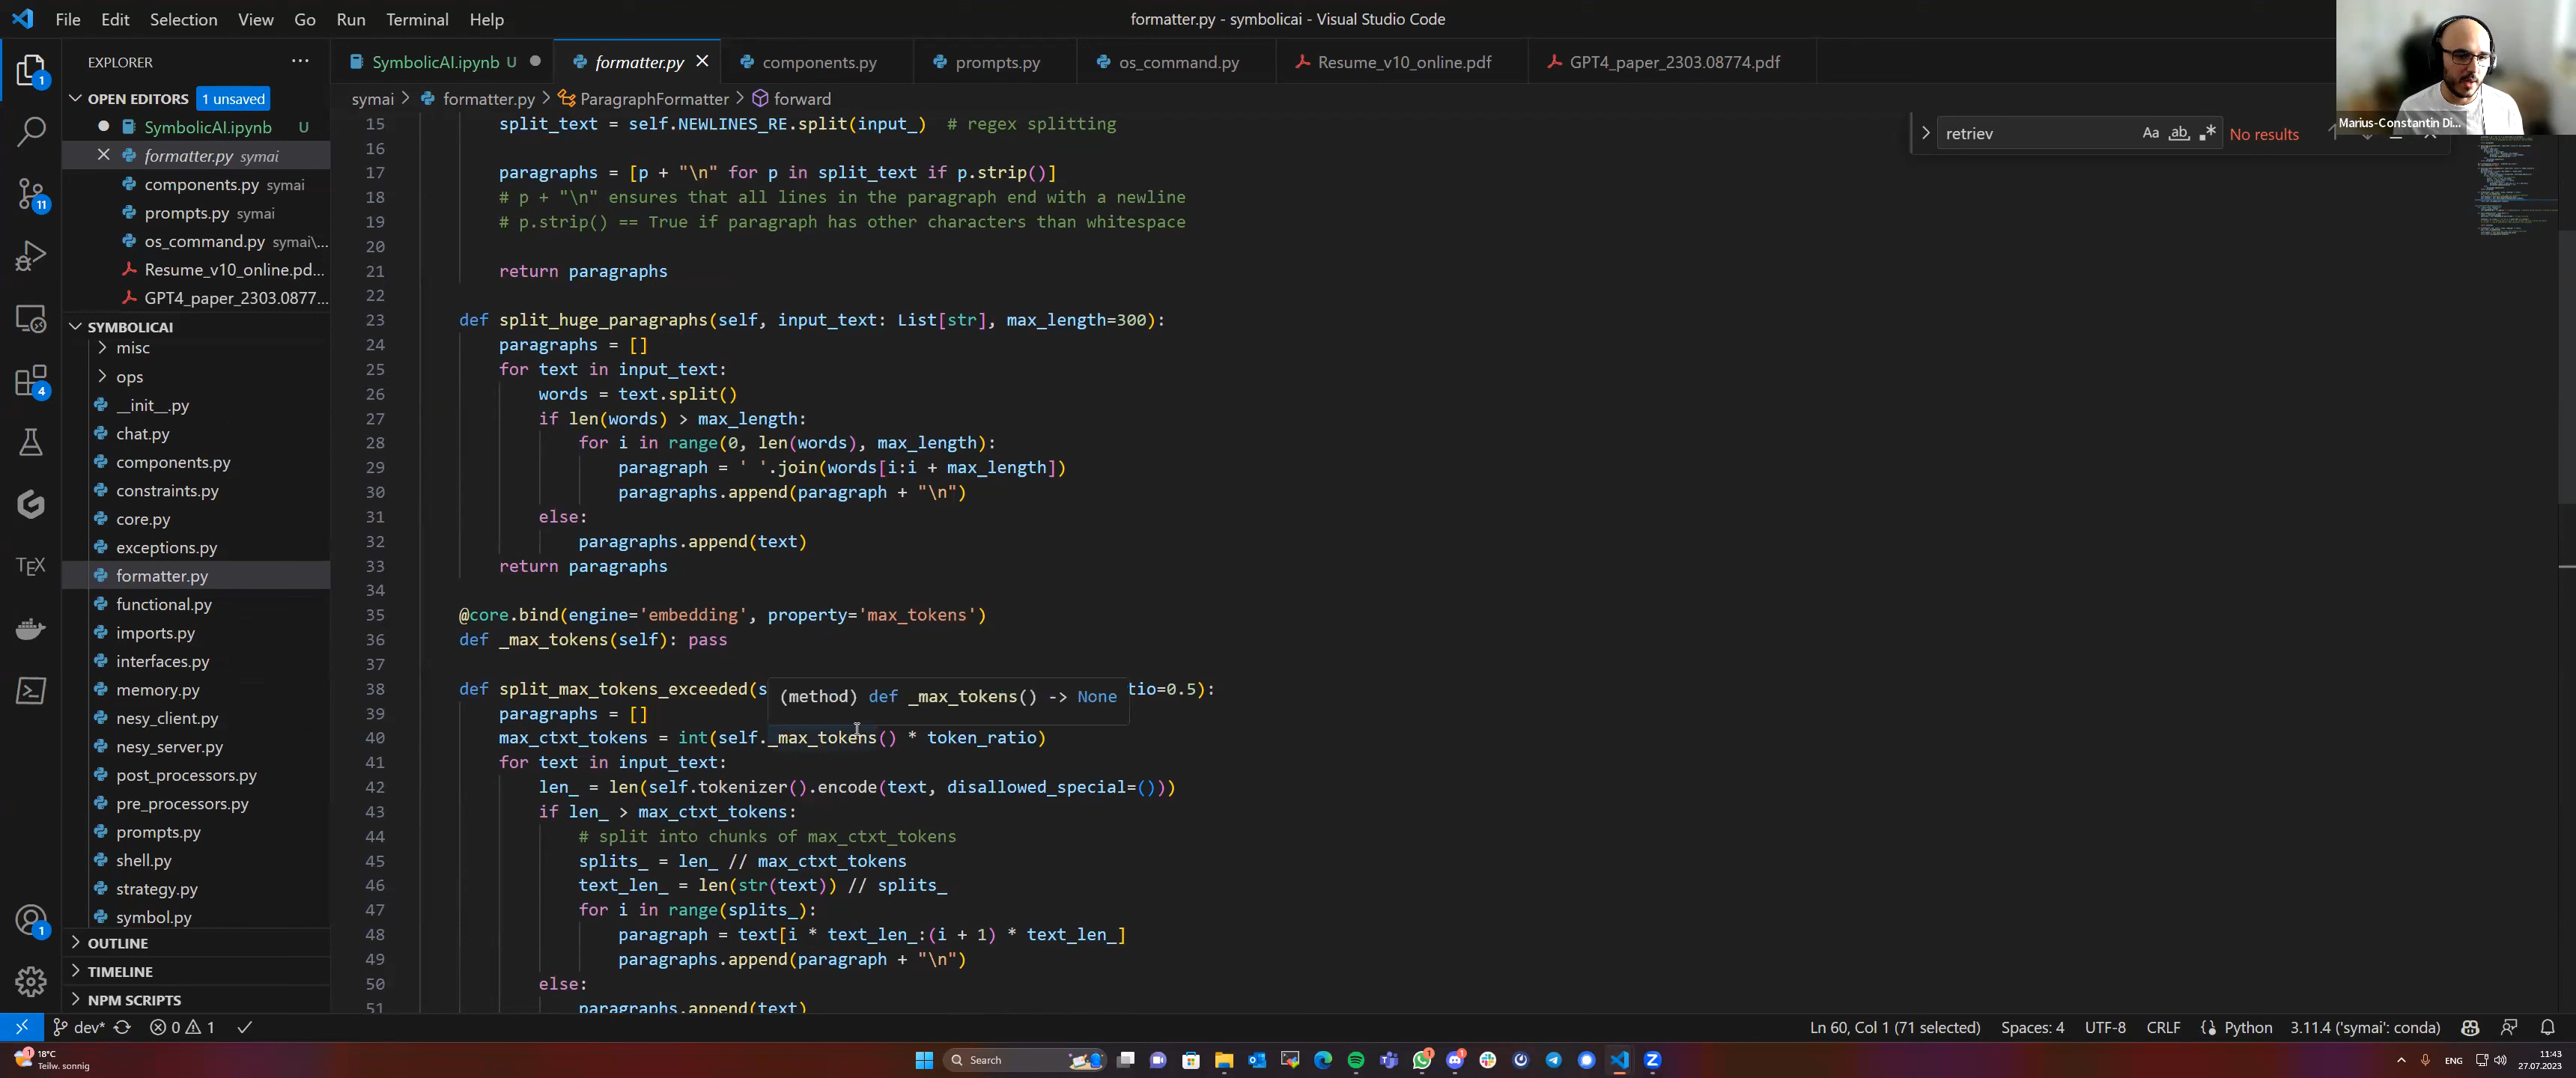 File Edit Selection View Go Run Terminal Help
formatter.py - symbolicai - Visual Studio Code
Marius-Constantin Di...
EXPLORER
OPEN EDITORS 1 unsaved
SymbolicAI.ipynb U
formatter.py symai
components.py symai
prompts.py symai
os_command.py symai\...
Resume_v10_online.pd...
GPT4_paper_2303.0877...
SYMBOLICAI
misc
ops
__init__.py
chat.py
components.py
constraints.py
core.py
exceptions.py
formatter.py
functional.py
imports.py
interfaces.py
memory.py
nesy_client.py
nesy_server.py
post_processors.py
pre_processors.py
prompts.py
shell.py
strategy.py
symbol.py
OUTLINE
TIMELINE
NPM SCRIPTS
1
11
4
TEX
1
SymbolicAI.ipynb U formatter.py components.py prompts.py os_command.py Resume_v10_online.pdf GPT4_paper_2303.08774.pdf
symai > formatter.py > ParagraphFormatter > forward
retriev Aa ab .* No results
15 split_text = self.NEWLINES_RE.split(input_)  # regex splitting
16
17 paragraphs = [p + "\n" for p in split_text if p.strip()]
18 # p + "\n" ensures that all lines in the paragraph end with a newline
19 # p.strip() == True if paragraph has other characters than whitespace
20
21 return paragraphs
22
23 def split_huge_paragraphs(self, input_text: List[str], max_length=300):
24 paragraphs = []
25 for text in input_text:
26 words = text.split()
27 if len(words) > max_length:
28 for i in range(0, len(words), max_length):
29 paragraph = ' '.join(words[i:i + max_length])
30 paragraphs.append(paragraph + "\n")
31 else:
32 paragraphs.append(text)
33 return paragraphs
34
35 @core.bind(engine='embedding', property='max_tokens')
36 def _max_tokens(self): pass
37
38 def split_max_tokens_exceeded(s tio=0.5):
(method) def _max_tokens() -> None
39 paragraphs = []
40 max_ctxt_tokens = int(self._max_tokens() * token_ratio)
41 for text in input_text:
42 len_ = len(self.tokenizer().encode(text, disallowed_special=()))
43 if len_ > max_ctxt_tokens:
44 # split into chunks of max_ctxt_tokens
45 splits_ = len_ // max_ctxt_tokens
46 text_len_ = len(str(text)) // splits_
47 for i in range(splits_):
48 paragraph = text[i * text_len_:(i + 1) * text_len_]
49 paragraphs.append(paragraph + "\n")
50 else:
51 paragraphs.append(text)
dev* 0 1 Ln 60, Col 1 (71 selected) Spaces: 4 UTF-8 CRLF Python 3.11.4 ('symai': conda)
18°C
Teilw. sonnig
Search
ENG
11:43
27.07.2023